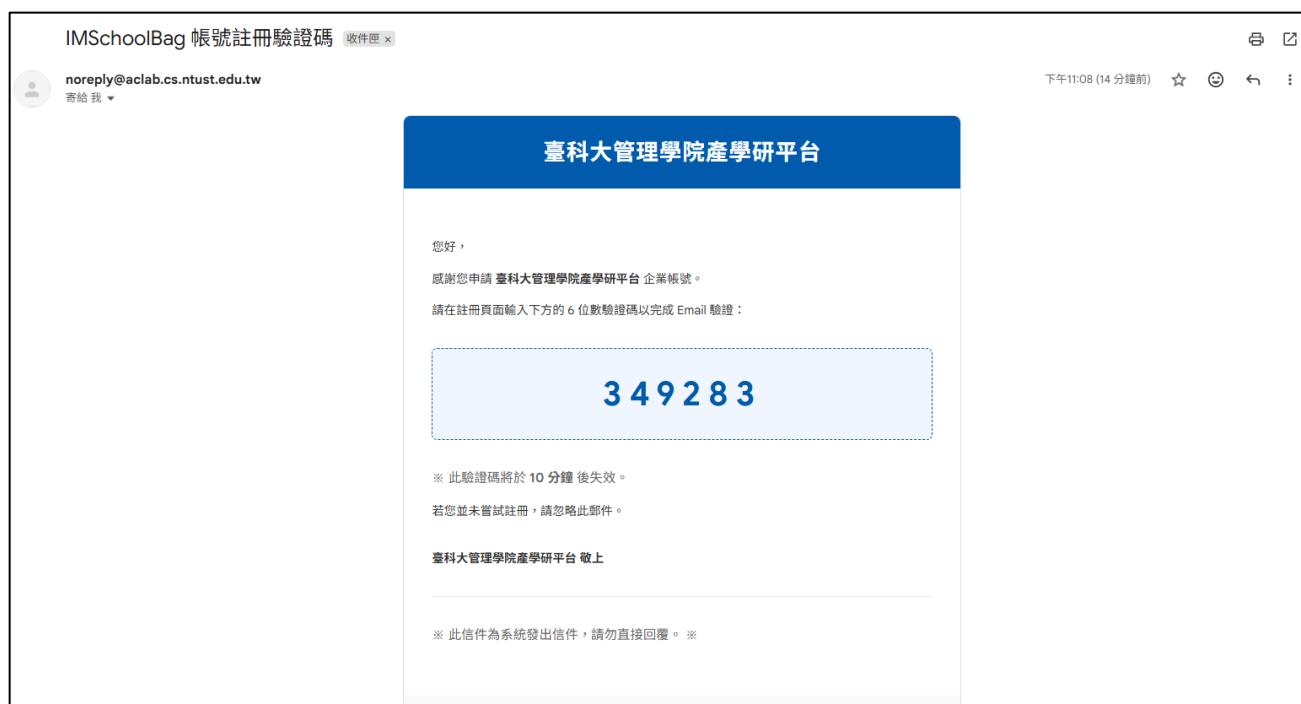 IMSchoolBag 帳號註冊驗證碼 收件匣 ×
noreply@aclab.cs.ntust.edu.tw
下午11:08 (14 分鐘前)
寄給 我
臺科大管理學院產學研平台
您好，
感謝您申請 臺科大管理學院產學研平台 企業帳號。
請在註冊頁面輸入下方的 6 位數驗證碼以完成 Email 驗證：
349283
※ 此驗證碼將於 10 分鐘 後失效。
若您並未嘗試註冊，請忽略此郵件。
臺科大管理學院產學研平台 敬上
※ 此信件為系統發出信件，請勿直接回覆。 ※